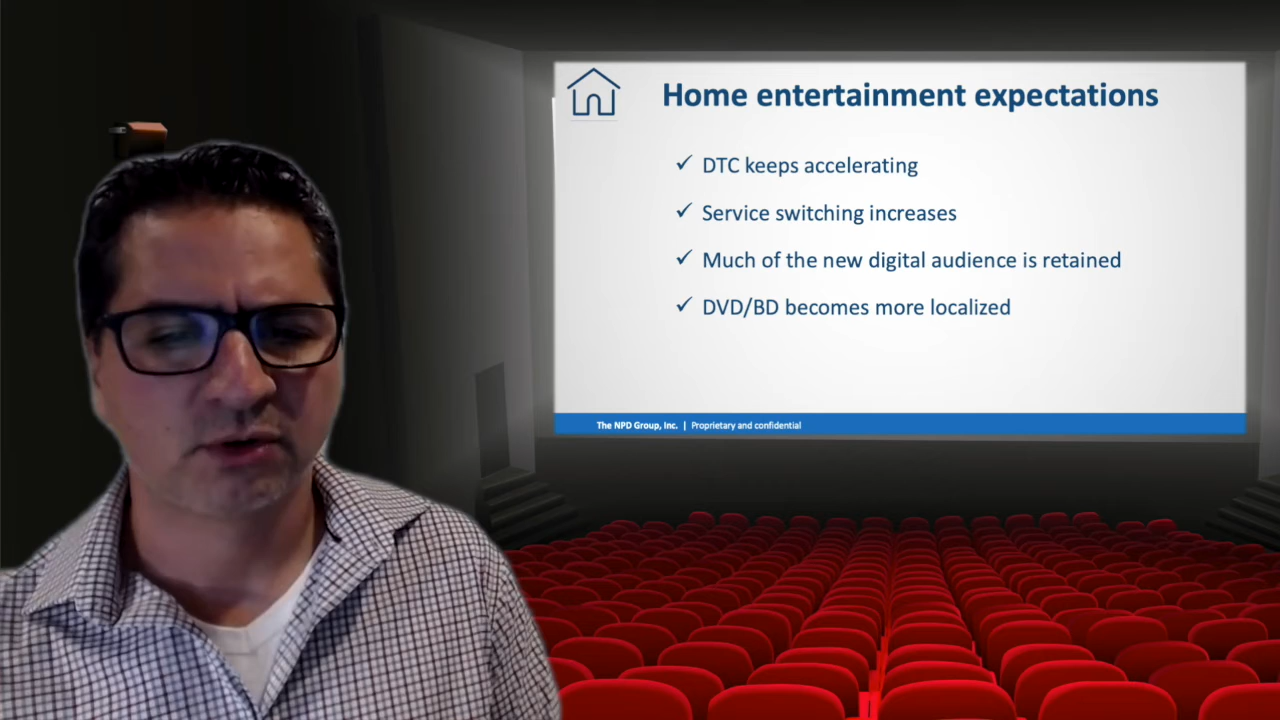 Home entertainment expectations
✓ DTC keeps accelerating
✓ Service switching increases
✓ Much of the new digital audience is retained
✓ DVD/BD becomes more localized
The NPD Group, Inc. | Proprietary and confidential